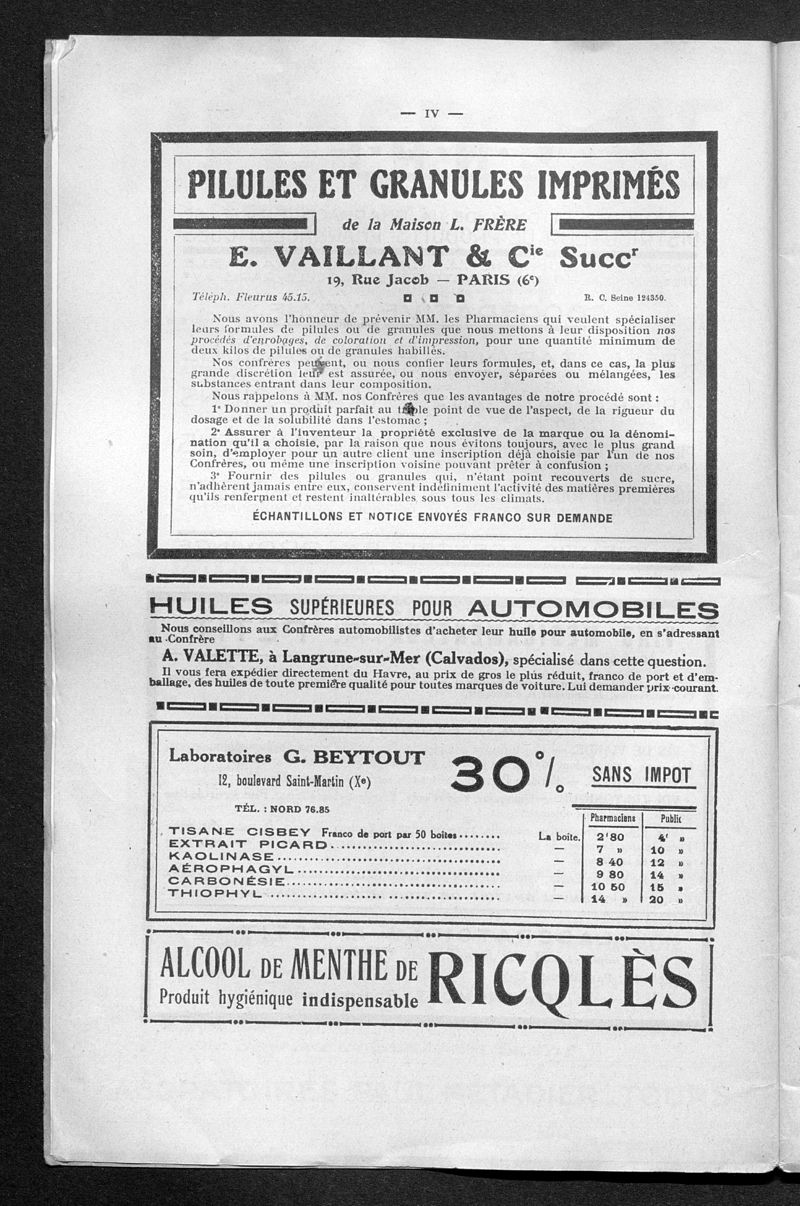 — IV —
PILULES ET GRANULES IMPRIMÉS
de la Maison L. FRÈRE
E. VAILLANT & Cie Succr
19, Rue Jacob — PARIS (6e)
Téléph. Fleurus 45.15. R. C. Seine 124350.
Nous avons l'honneur de prévenir MM. les Pharmaciens qui veulent spécialiser
leurs formules de pilules ou de granules que nous mettons à leur disposition nos
procédés d'enrobages, de coloration et d'impression, pour une quantité minimum de
deux kilos de pilules ou de granules habillés.
Nos confrères peuvent, ou nous confier leurs formules, et, dans ce cas, la plus
grande discrétion leur est assurée, ou nous envoyer, séparées ou mélangées, les
substances entrant dans leur composition.
Nous rappelons à MM. nos Confrères que les avantages de notre procédé sont :
1° Donner un produit parfait au triple point de vue de l'aspect, de la rigueur du
dosage et de la solubilité dans l'estomac ;
2° Assurer à l'inventeur la propriété exclusive de la marque ou la dénomi-
nation qu'il a choisie, par la raison que nous évitons toujours, avec le plus grand
soin, d'employer pour un autre client une inscription déjà choisie par l'un de nos
Confrères, ou même une inscription voisine pouvant prêter à confusion ;
3° Fournir des pilules ou granules qui, n'étant point recouverts de sucre,
n'adhèrent jamais entre eux, conservent indéfiniment l'activité des matières premières
qu'ils renferment et restent inaltérables sous tous les climats.
ÉCHANTILLONS ET NOTICE ENVOYÉS FRANCO SUR DEMANDE
HUILES SUPÉRIEURES POUR AUTOMOBILES
Nous conseillons aux Confrères automobilistes d'acheter leur huile pour automobile, en s'adressant
au Confrère
A. VALETTE, à Langrune-sur-Mer (Calvados), spécialisé dans cette question.
Il vous fera expédier directement du Havre, au prix de gros le plus réduit, franco de port et d'em-
ballage, des huiles de toute première qualité pour toutes marques de voiture. Lui demander prix-courant.
Laboratoires G. BEYTOUT 30% SANS IMPOT
12, boulevard Saint-Martin (Xe)
TÉL. : NORD 76.85
Pharmaciens Public
TISANE CISBEY Franco de port par 50 boîtes........ La boîte. 2f80 4f »
EXTRAIT PICARD........ — 7 » 10 »
KAOLINASE........ — 8 40 12 »
AÉROPHAGYL........ — 9 80 14 »
CARBONÉSIE........ — 10 50 15 »
THIOPHYL........ — 14 » 20 »
ALCOOL DE MENTHE DE RICQLÈS
Produit hygiénique indispensable